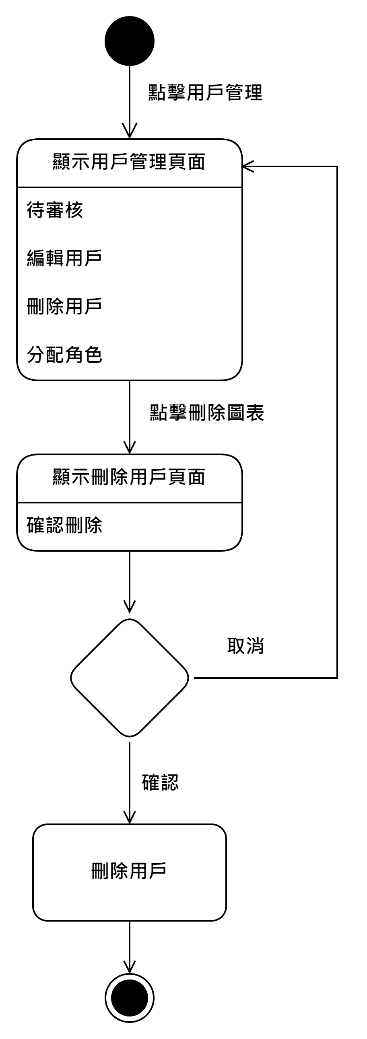 點擊用戶管理
顯示用戶管理頁面
待審核
編輯用戶
刪除用戶
分配角色
點擊刪除圖表
顯示刪除用戶頁面
確認刪除
取消
確認
刪除用戶